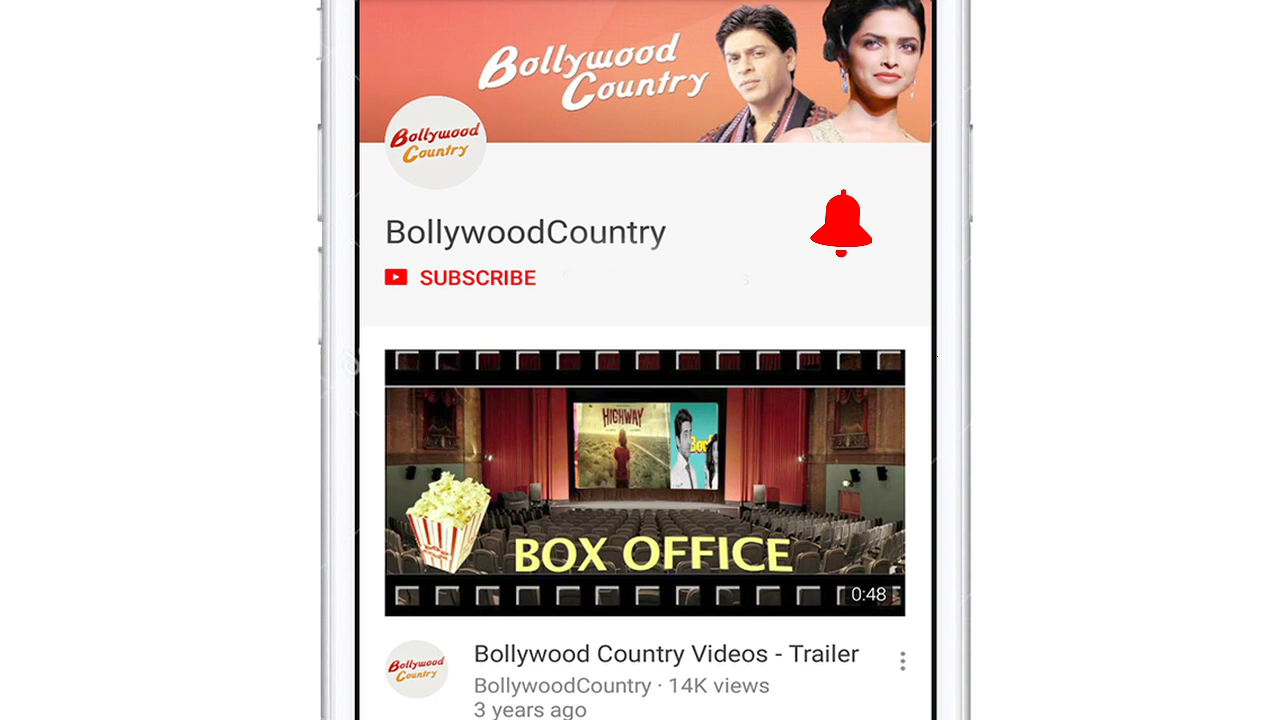 Bollywood
Country
Bollywood
Country
BollywoodCountry
SUBSCRIBE
HIGHWAY
BOX OFFICE
0:48
Bollywood
Country
Bollywood Country Videos - Trailer
BollywoodCountry · 14K views
3 years ago